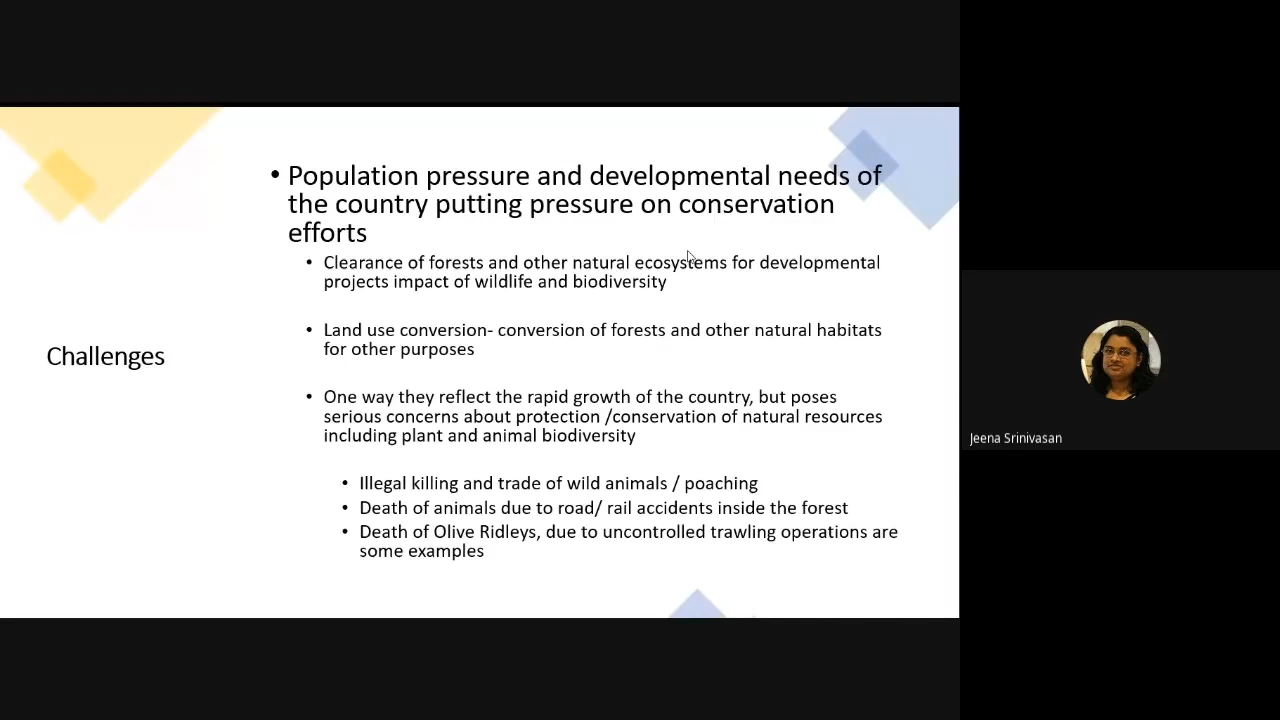 Challenges
• Population pressure and developmental needs of
the country putting pressure on conservation
efforts
• Clearance of forests and other natural ecosystems for developmental
projects impact of wildlife and biodiversity
• Land use conversion- conversion of forests and other natural habitats
for other purposes
• One way they reflect the rapid growth of the country, but poses
serious concerns about protection /conservation of natural resources
including plant and animal biodiversity
• Illegal killing and trade of wild animals / poaching
• Death of animals due to road/ rail accidents inside the forest
• Death of Olive Ridleys, due to uncontrolled trawling operations are
some examples
Jeena Srinivasan